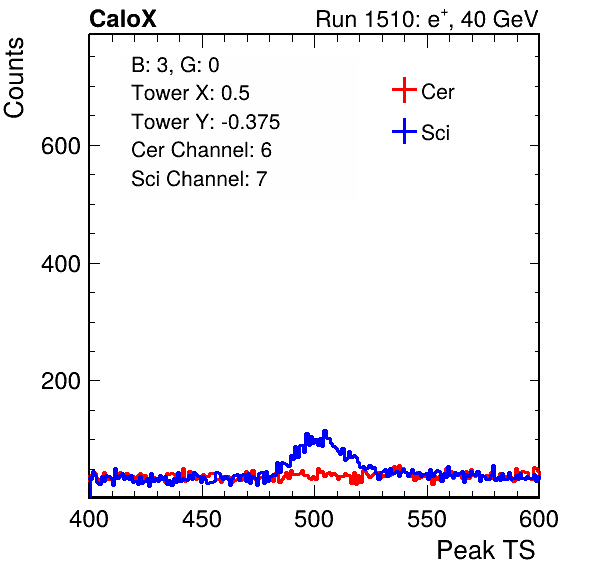 CaloX Run 1510: e⁺, 40 GeV
Counts
B: 3, G: 0
Tower X: 0.5
Tower Y: -0.375
Cer Channel: 6
Sci Channel: 7
Cer
Sci
600
400
200
400 450 500 550 600
Peak TS